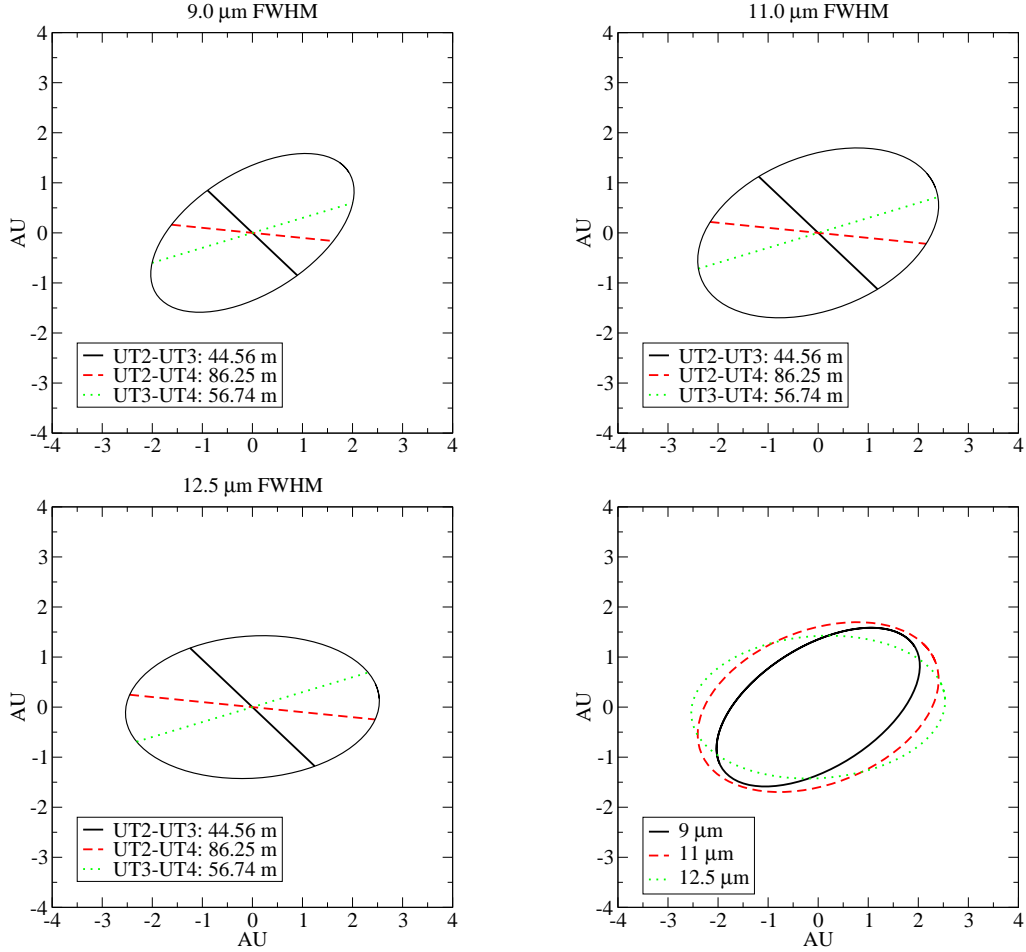 9.0 μm FWHM
4
3
2
1
0
-1
-2
-3
-4
AU
UT2-UT3: 44.56 m
UT2-UT4: 86.25 m
UT3-UT4: 56.74 m
-4 -3 -2 -1 0 1 2 3 4
11.0 μm FWHM
4
3
2
1
0
-1
-2
-3
-4
AU
UT2-UT3: 44.56 m
UT2-UT4: 86.25 m
UT3-UT4: 56.74 m
-4 -3 -2 -1 0 1 2 3 4
12.5 μm FWHM
4
3
2
1
0
-1
-2
-3
-4
AU
UT2-UT3: 44.56 m
UT2-UT4: 86.25 m
UT3-UT4: 56.74 m
-4 -3 -2 -1 0 1 2 3 4
AU
4
3
2
1
0
-1
-2
-3
-4
AU
9 μm
11 μm
12.5 μm
-4 -3 -2 -1 0 1 2 3 4
AU